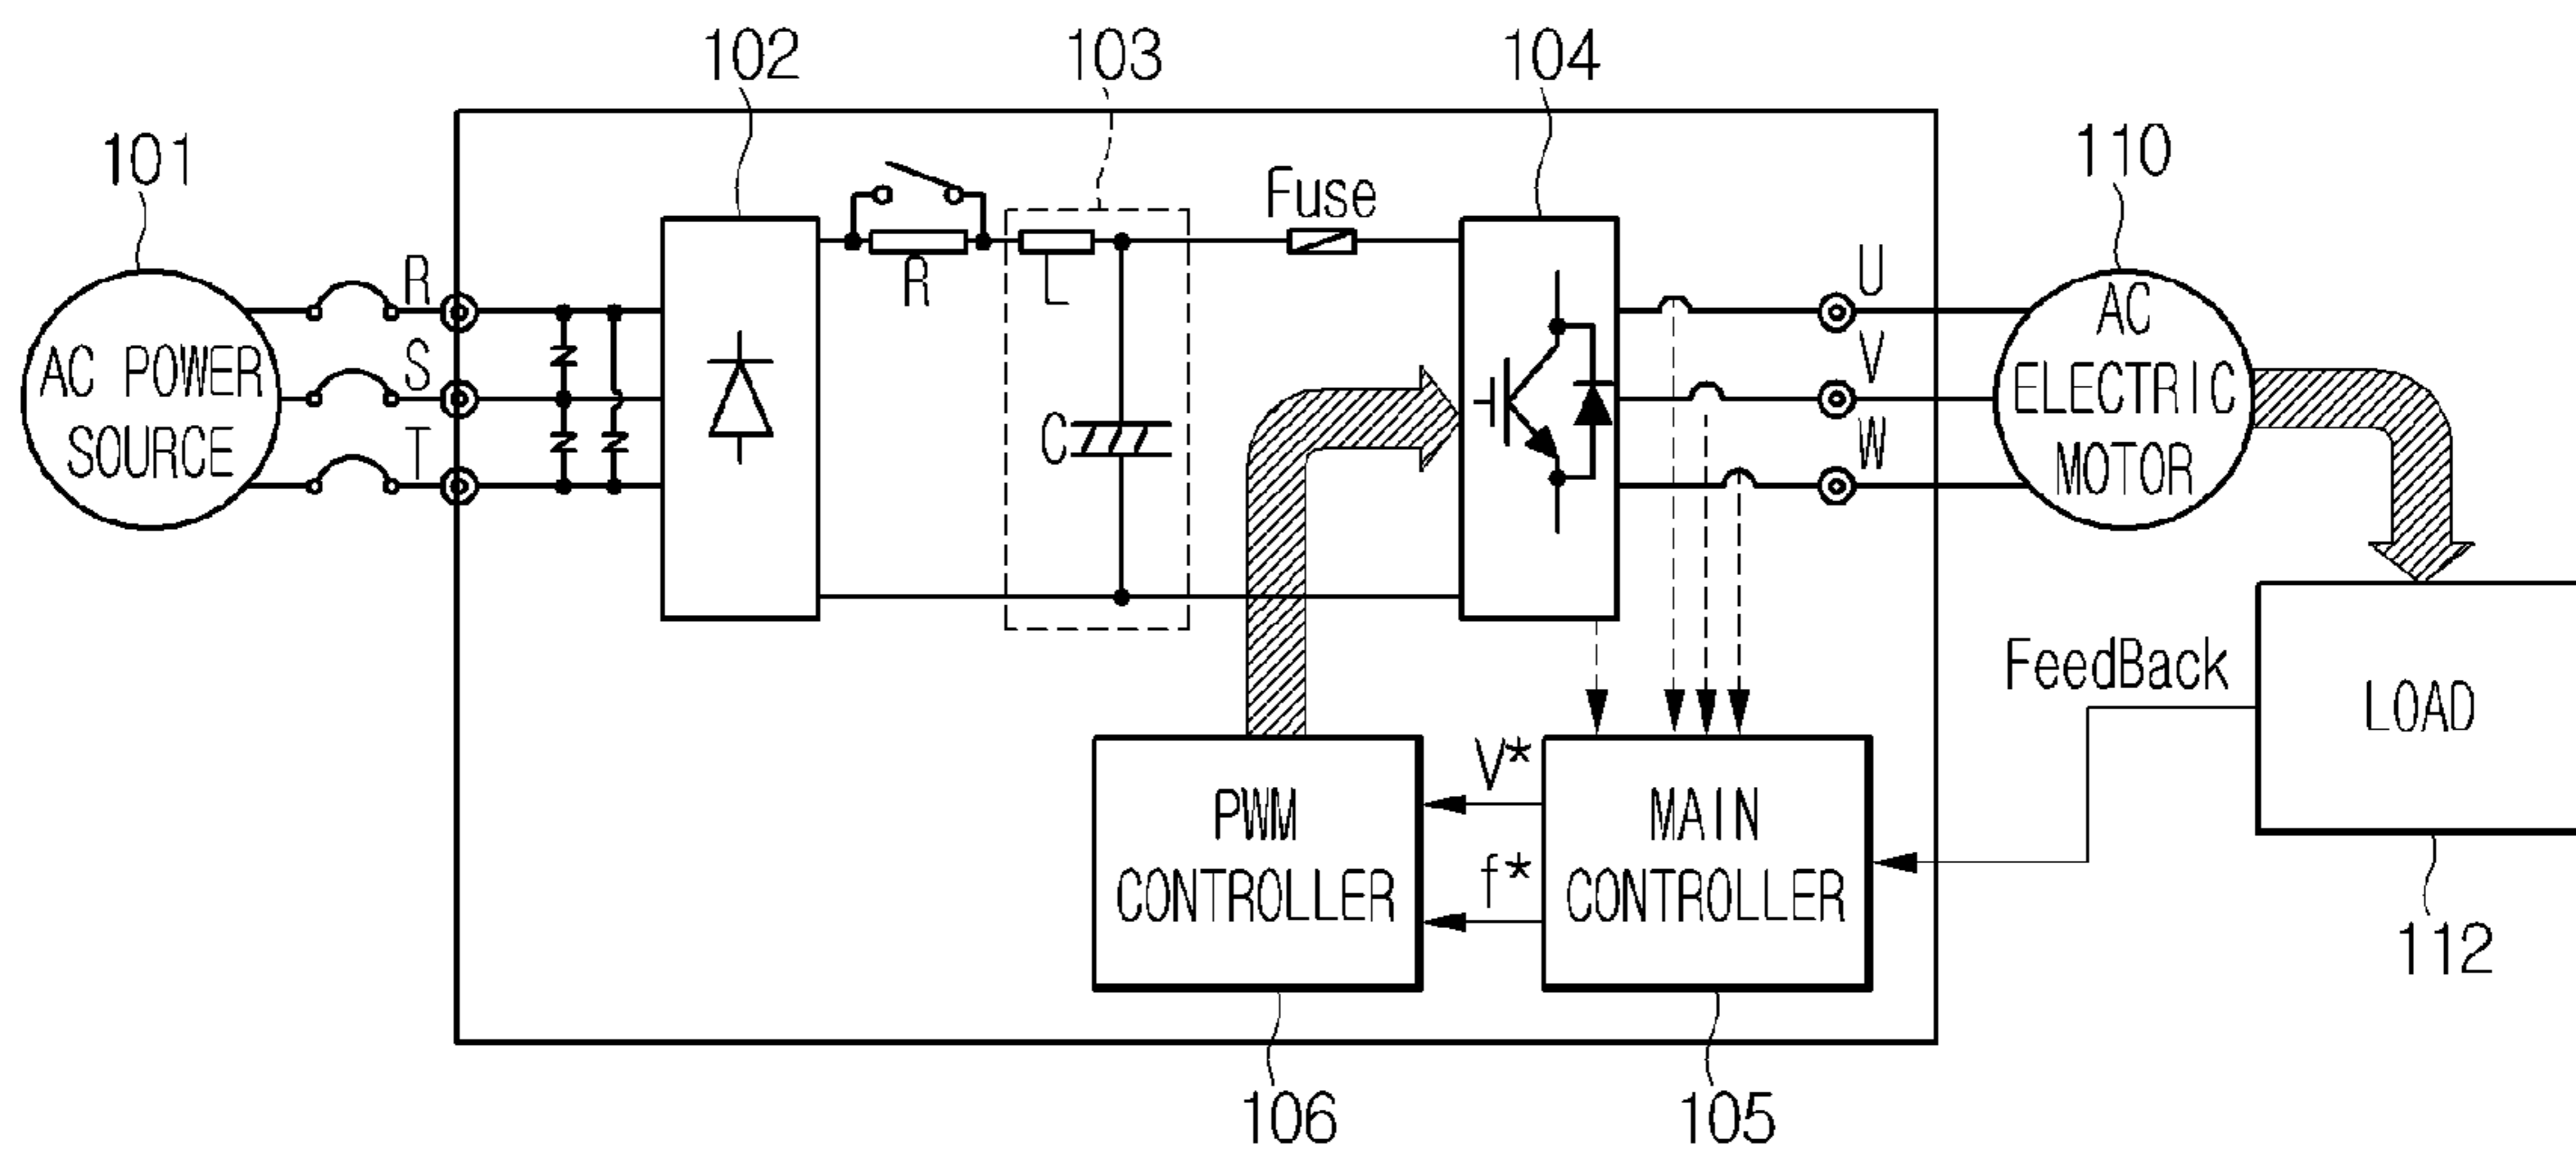 102
103
104
101
110
Fuse
R
R
L
U
AC POWER
SOURCE
S
V
AC
ELECTRIC
MOTOR
T
C
W
FeedBack
LOAD
V*
PWM
CONTROLLER
MAIN
CONTROLLER
f*
112
106
105